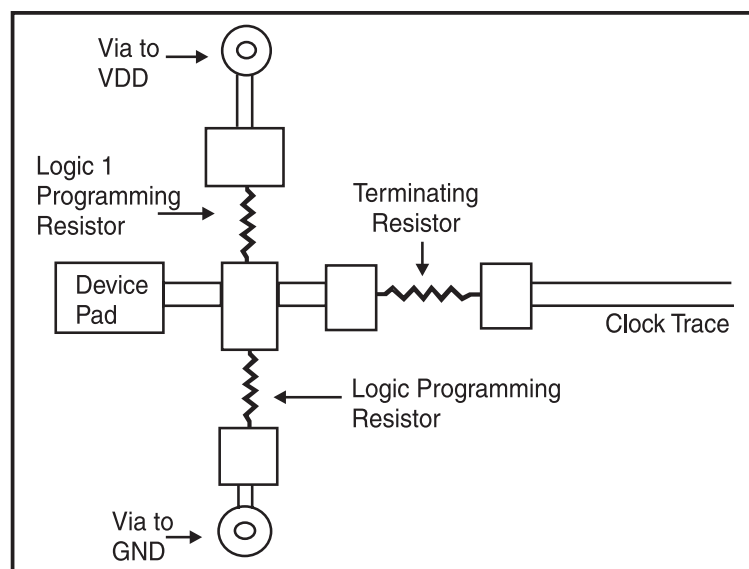 Via to
VDD
Logic 1
Programming
Resistor
Terminating
Resistor
Device
Pad
Clock Trace
Logic Programming
Resistor
Via to
GND